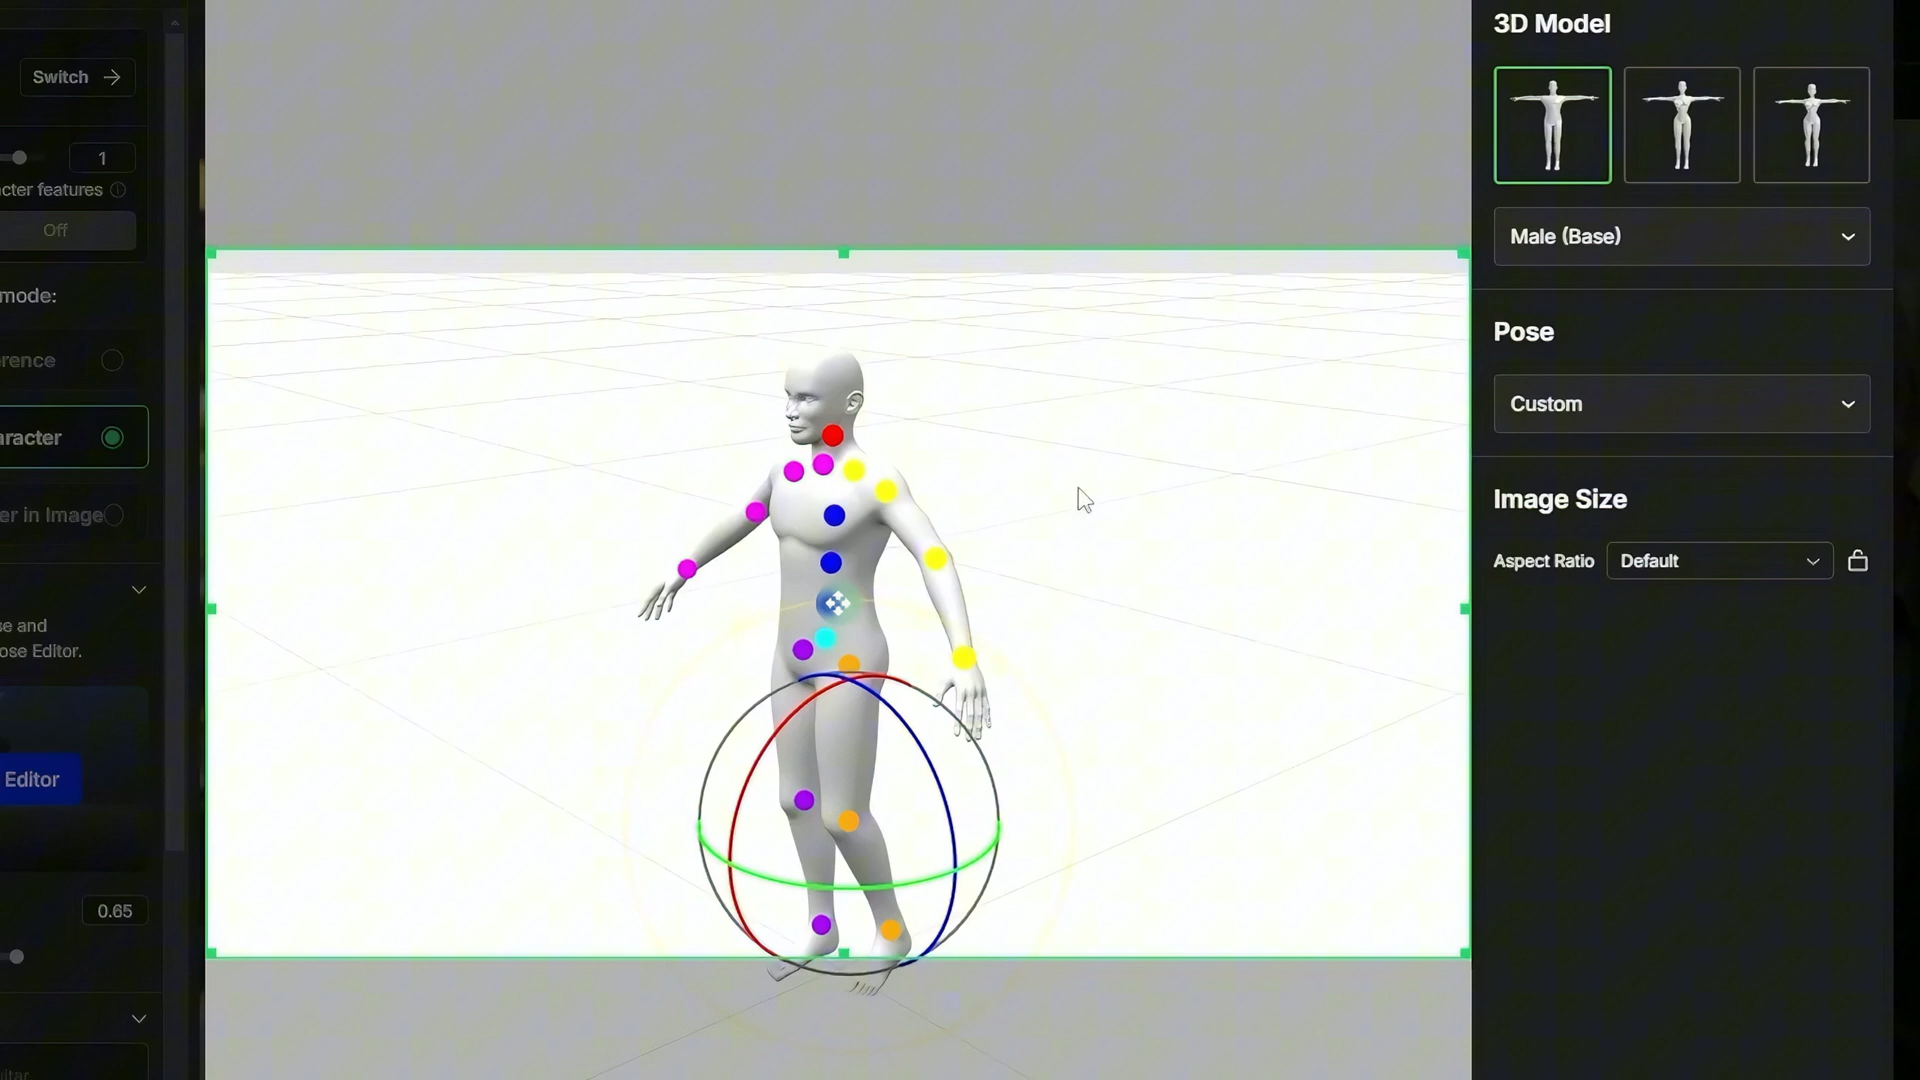 Switch
1
cter features
Off
mode:
rence
aracter
er in Image
se and
ose Editor.
Editor
0.65
3D Model
Male (Base)
Pose
Custom
Image Size
Aspect Ratio
Default